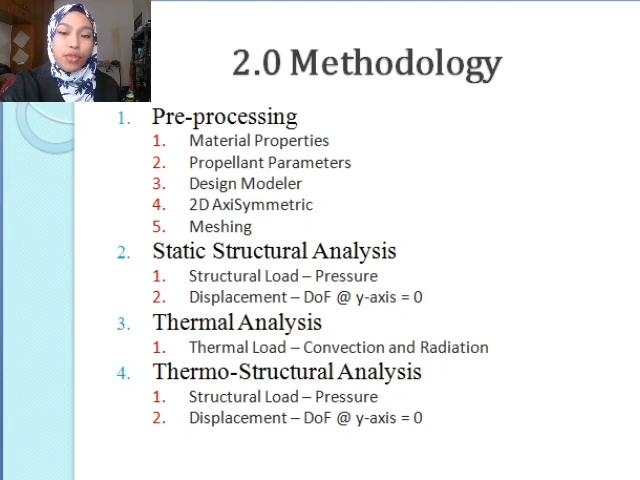 2.0 Methodology
1. Pre-processing
1. Material Properties
2. Propellant Parameters
3. Design Modeler
4. 2D AxiSymmetric
5. Meshing
2. Static Structural Analysis
1. Structural Load – Pressure
2. Displacement – DoF @ y-axis = 0
3. Thermal Analysis
1. Thermal Load – Convection and Radiation
4. Thermo-Structural Analysis
1. Structural Load – Pressure
2. Displacement – DoF @ y-axis = 0